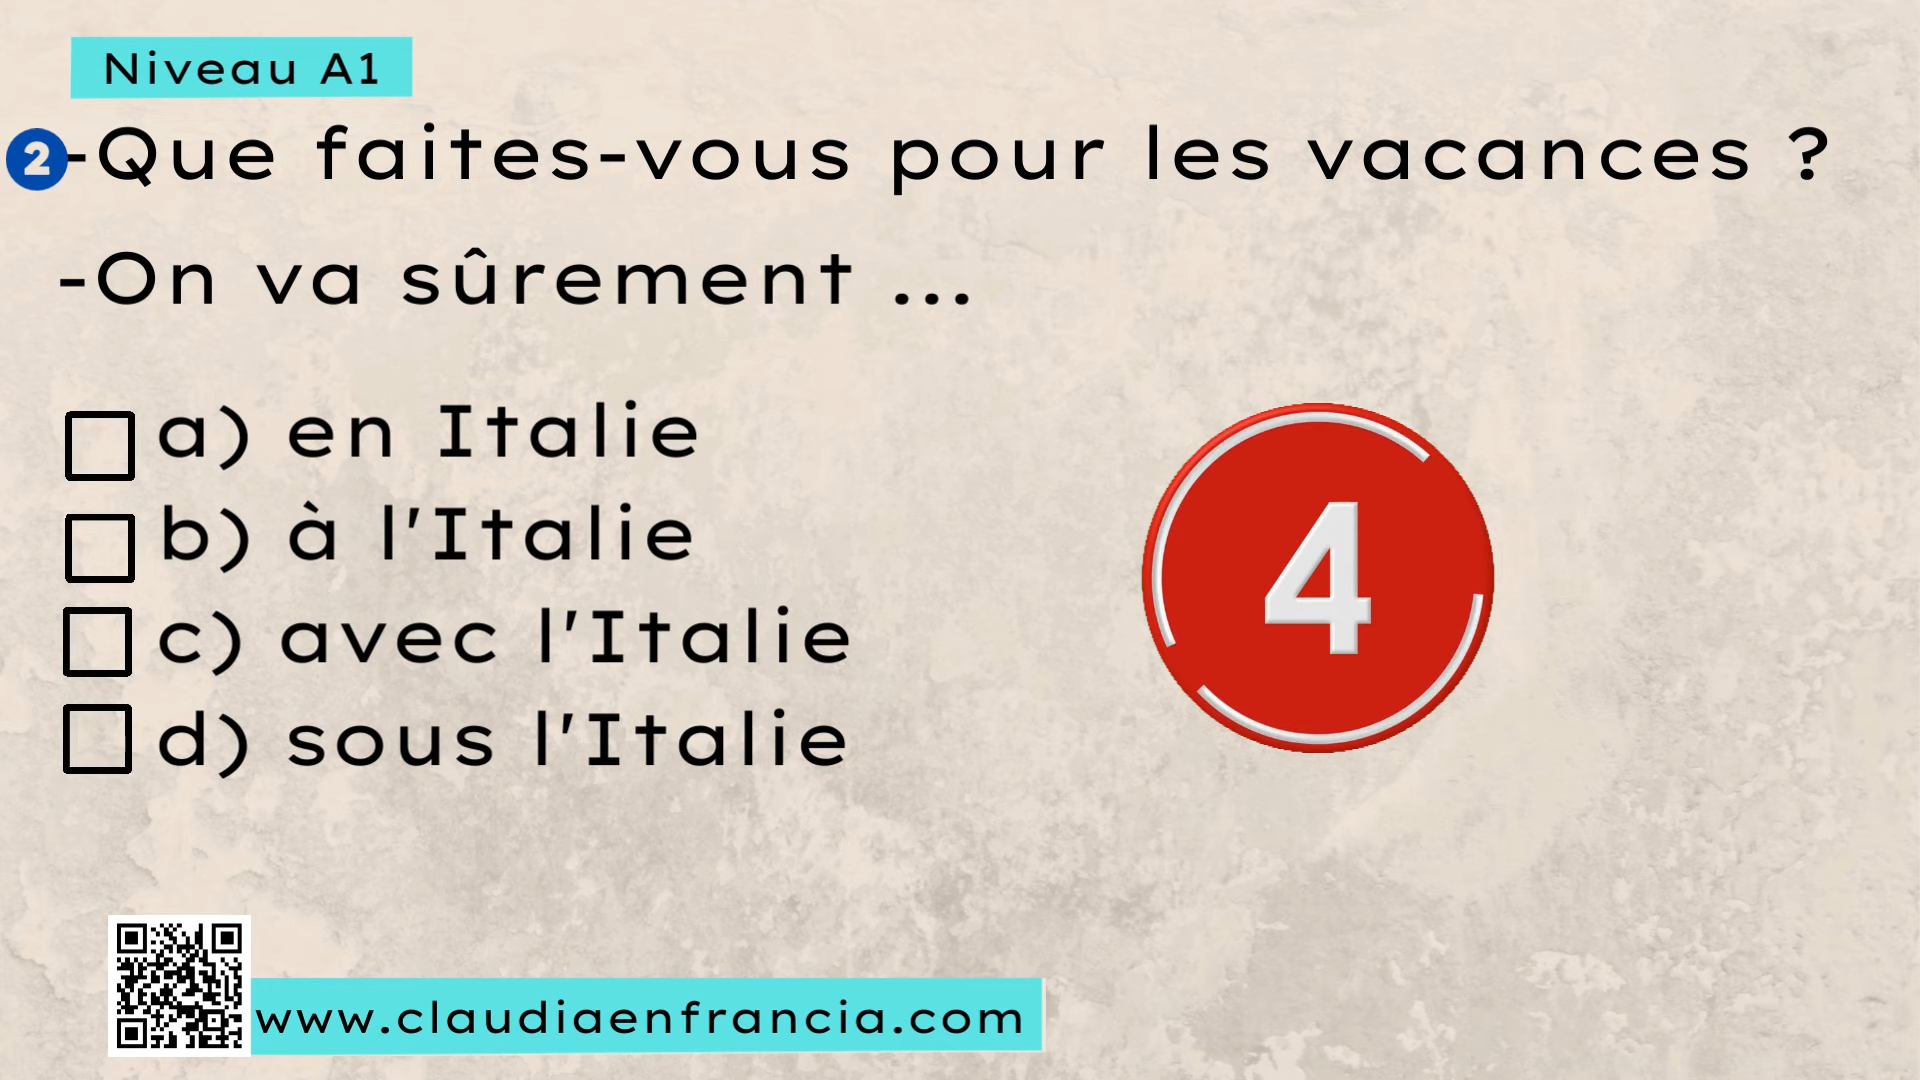 Niveau A1
2 -Que faites-vous pour les vacances ?
-On va sûrement ...
a) en Italie
b) à l'Italie
c) avec l'Italie
d) sous l'Italie
4
www.claudiaenfrancia.com